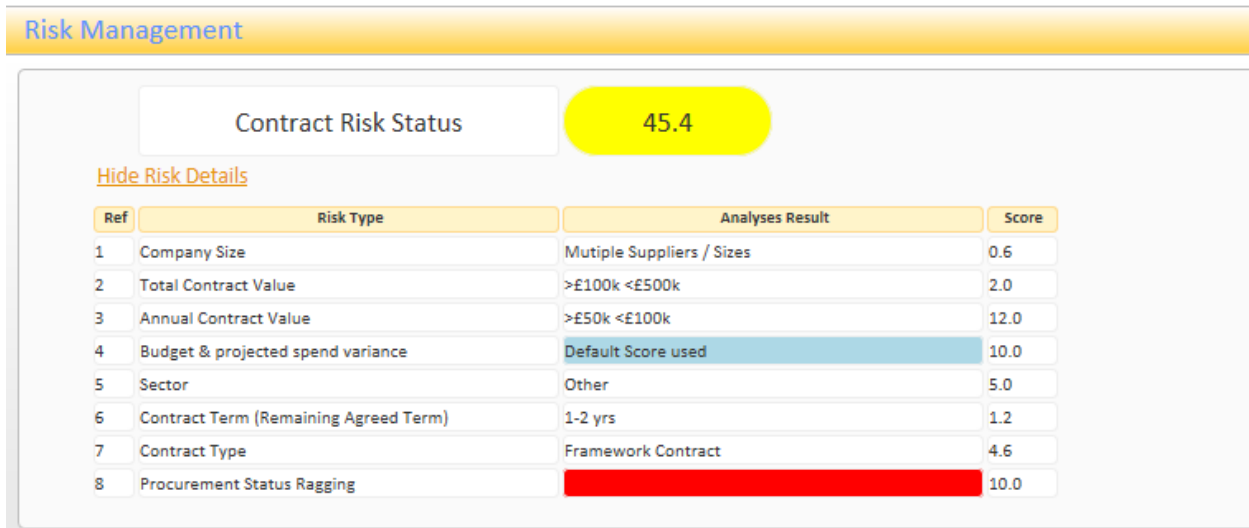 Risk Management
Contract Risk Status 45.4
Hide Risk Details
Ref Risk Type Analyses Result Score
1 Company Size Mutiple Suppliers / Sizes 0.6
2 Total Contract Value >£100k <£500k 2.0
3 Annual Contract Value >£50k <£100k 12.0
4 Budget & projected spend variance Default Score used 10.0
5 Sector Other 5.0
6 Contract Term (Remaining Agreed Term) 1-2 yrs 1.2
7 Contract Type Framework Contract 4.6
8 Procurement Status Ragging 10.0